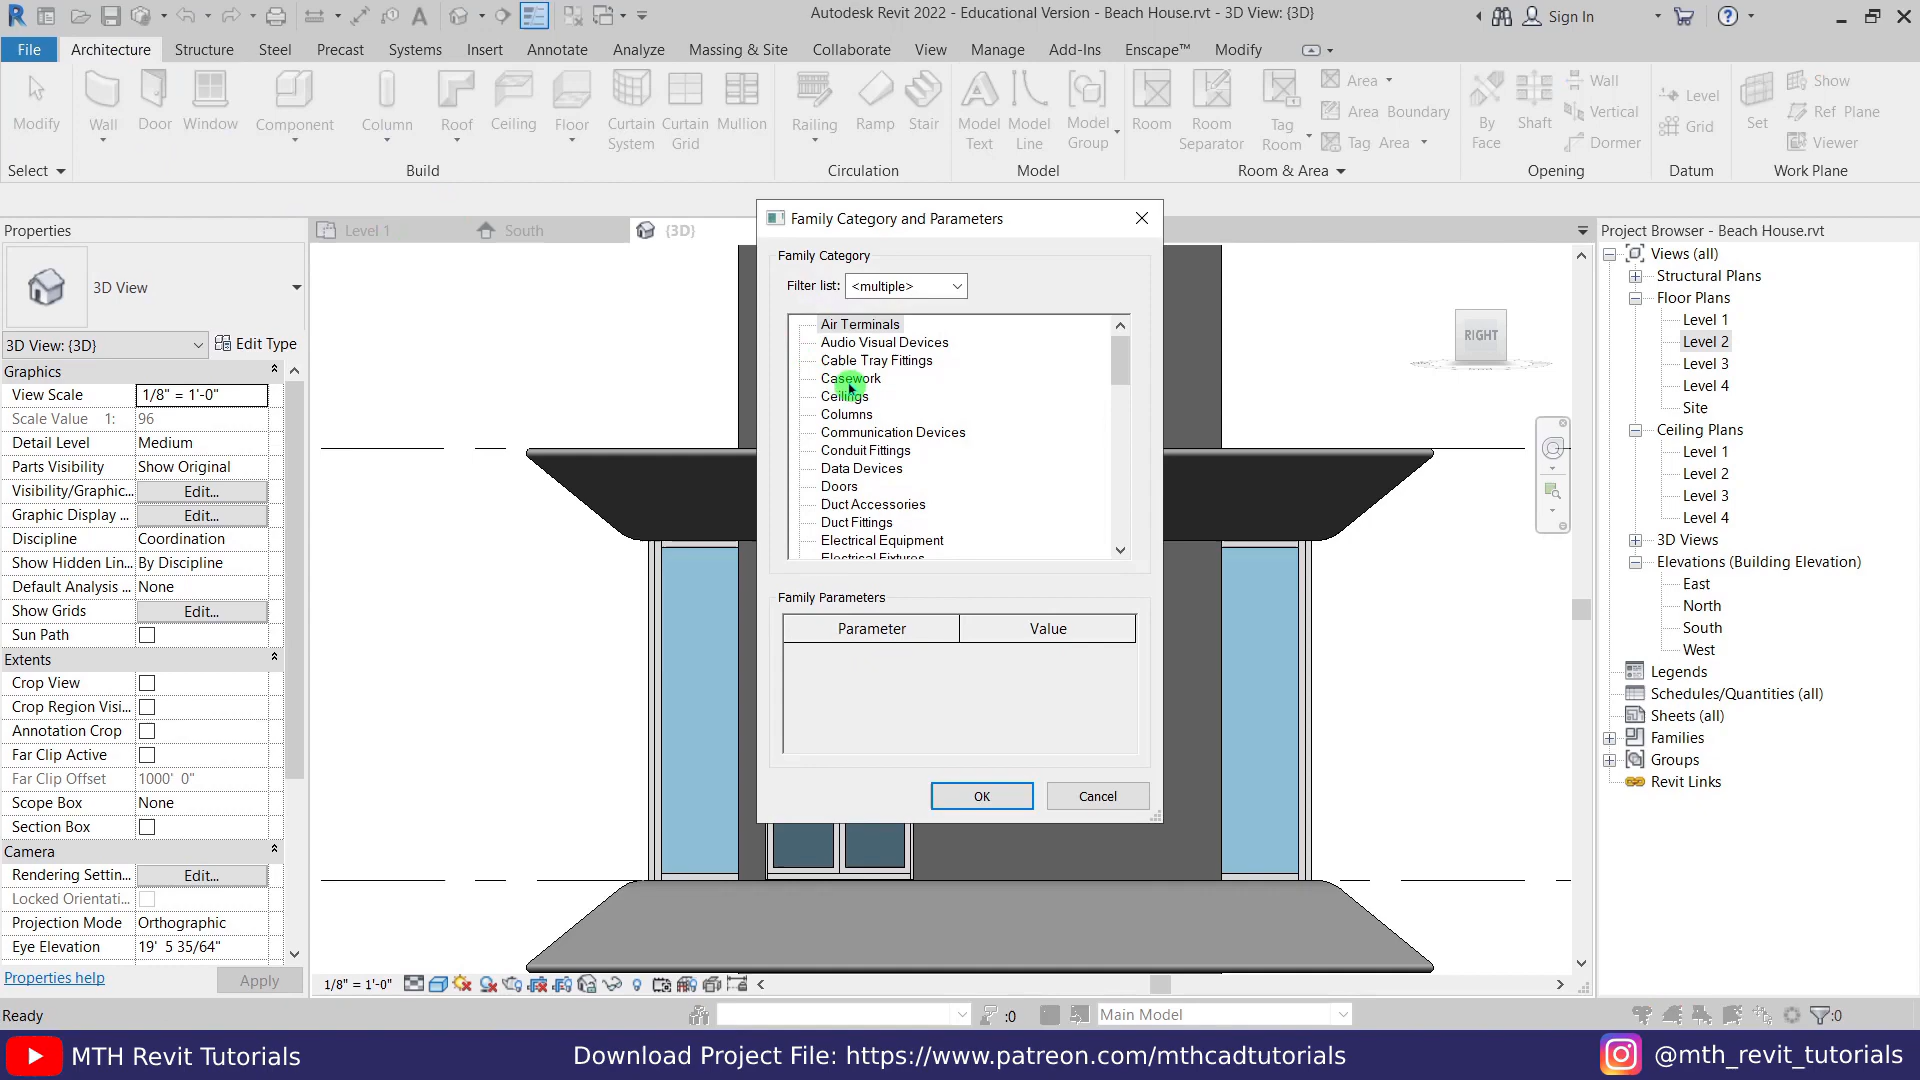 Autodesk Revit 2022 - Educational Version - Beach House.rvt - 3D View: {3D}
Sign In
File Architecture Structure Steel Precast Systems Insert Annotate Analyze Massing & Site Collaborate View Manage Add-Ins Enscape™ Modify
Modify
Wall Door Window Component Column Roof Ceiling Floor Curtain System Curtain Grid Mullion
Railing Ramp Stair
Model Text Model Line Model Group
Room Room Separator Tag Room Area Area Boundary Tag Area
By Face Shaft Wall Vertical Dormer
Level Grid
Set Show Ref Plane Viewer
Select Build Circulation Model Room & Area Opening Datum Work Plane
Properties
3D View
3D View: {3D} Edit Type
Graphics
View Scale 1/8" = 1'-0"
Scale Value 1: 96
Detail Level Medium
Parts Visibility Show Original
Visibility/Graphic... Edit...
Graphic Display ... Edit...
Discipline Coordination
Show Hidden Lin... By Discipline
Default Analysis ... None
Show Grids Edit...
Sun Path
Extents
Crop View
Crop Region Visi...
Annotation Crop
Far Clip Active
Far Clip Offset 1000' 0"
Scope Box None
Section Box
Camera
Rendering Settin... Edit...
Locked Orientati...
Projection Mode Orthographic
Eye Elevation 19' 5 35/64"
Properties help Apply
Level 1 South {3D}
RIGHT
Family Category and Parameters
Family Category
Filter list: <multiple>
Air Terminals
Audio Visual Devices
Cable Tray Fittings
Casework
Ceilings
Columns
Communication Devices
Conduit Fittings
Data Devices
Doors
Duct Accessories
Duct Fittings
Electrical Equipment
Electrical Fixtures
Family Parameters
Parameter Value
OK Cancel
Project Browser - Beach House.rvt
Views (all)
Structural Plans
Floor Plans
Level 1
Level 2
Level 3
Level 4
Site
Ceiling Plans
Level 1
Level 2
Level 3
Level 4
3D Views
Elevations (Building Elevation)
East
North
South
West
Legends
Schedules/Quantities (all)
Sheets (all)
Families
Groups
Revit Links
1/8" = 1'-0"
Ready :0 Main Model :0
MTH Revit Tutorials Download Project File: https://www.patreon.com/mthcadtutorials @mth_revit_tutorials